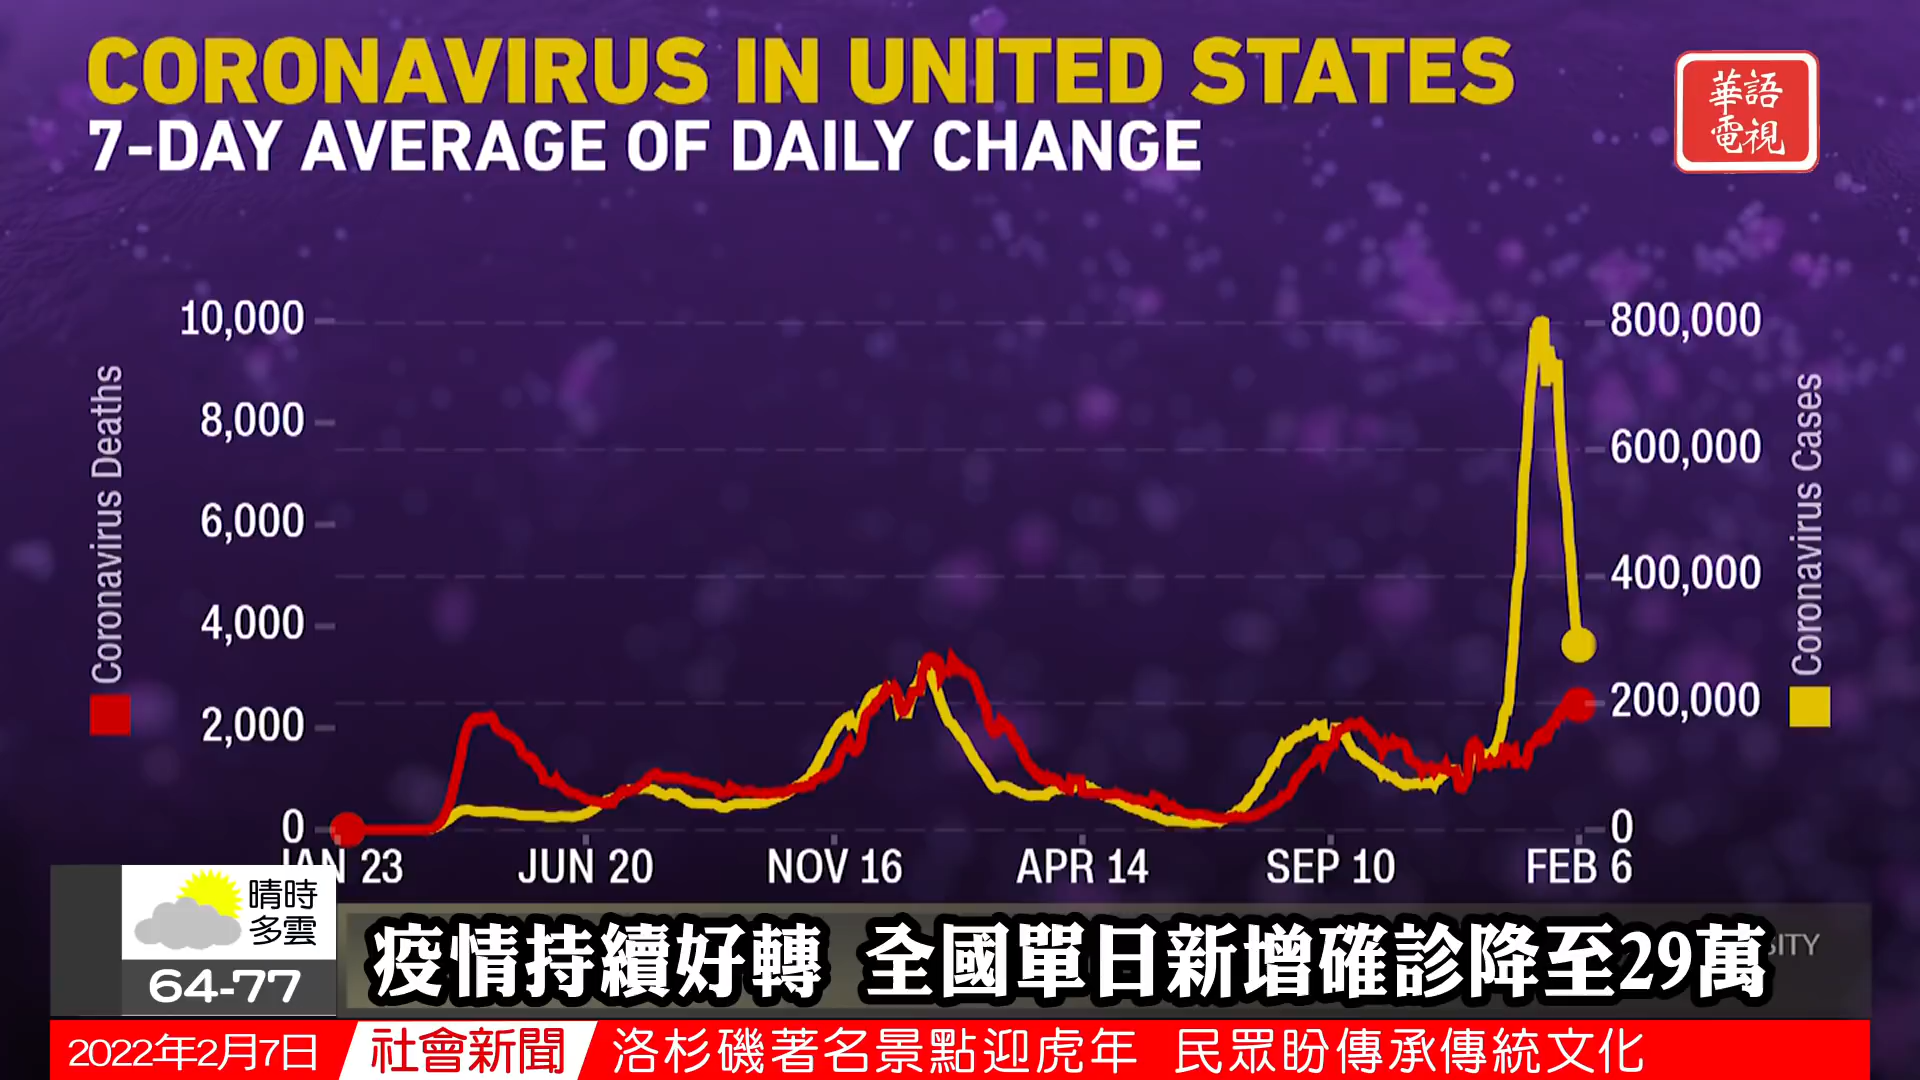 CORONAVIRUS IN UNITED STATES
7-DAY AVERAGE OF DAILY CHANGE
華語
電視
10,000
8,000
6,000
4,000
2,000
0
Coronavirus Deaths
800,000
600,000
400,000
200,000
0
Coronavirus Cases
JAN 23
JUN 20
NOV 16
APR 14
SEP 10
FEB 6
晴時
多雲
64-77
疫情持續好轉 全國單日新增確診降至29萬
2022年2月7日
社會新聞
洛杉磯著名景點迎虎年 民眾盼傳承傳統文化